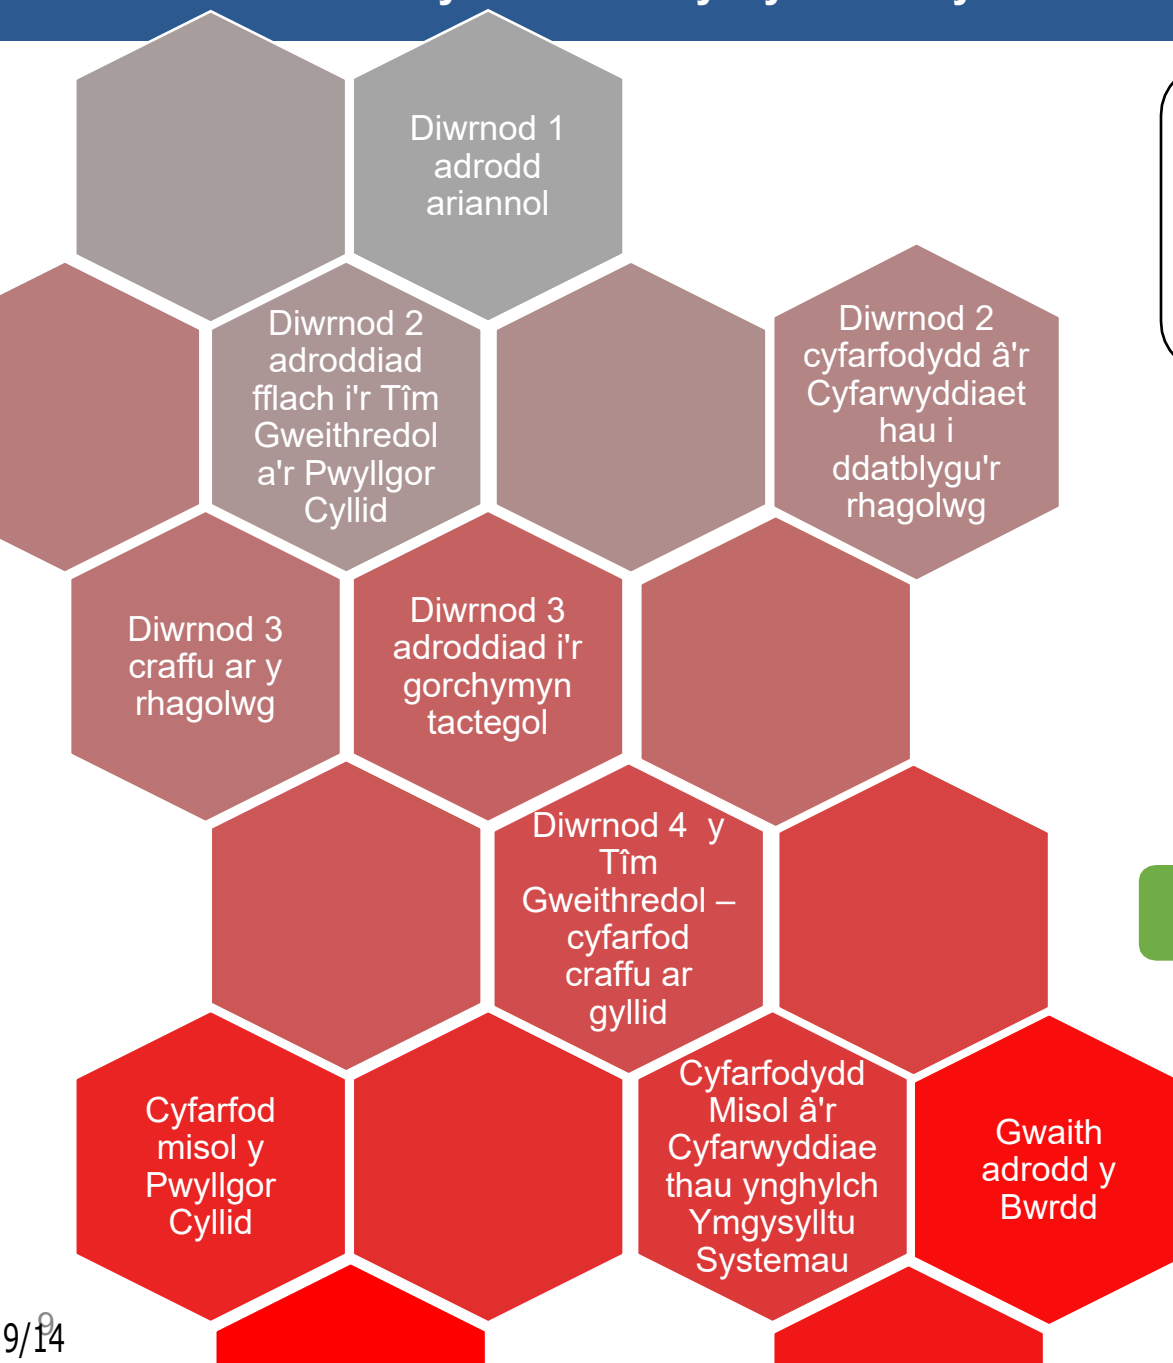 Diwrnod 1
adrodd
ariannol
Diwrnod 2
adroddiad
fflach i'r Tîm
Gweithredol
a'r Pwyllgor
Cyllid
Diwrnod 2
cyfarfodydd â'r
Cyfarwyddiaet
hau i
ddatblygu'r
rhagolwg
Diwrnod 3
craffu ar y
rhagolwg
Diwrnod 3
adroddiad i'r
gorchymyn
tactegol
Diwrnod 4 y
Tîm
Gweithredol –
cyfarfod
craffu ar
gyllid
Cyfarfod
misol y
Pwyllgor
Cyllid
Cyfarfodydd
Misol â'r
Cyfarwyddiae
thau ynghylch
Ymgysylltu
Systemau
Gwaith
adrodd y
Bwrdd
9
9/14